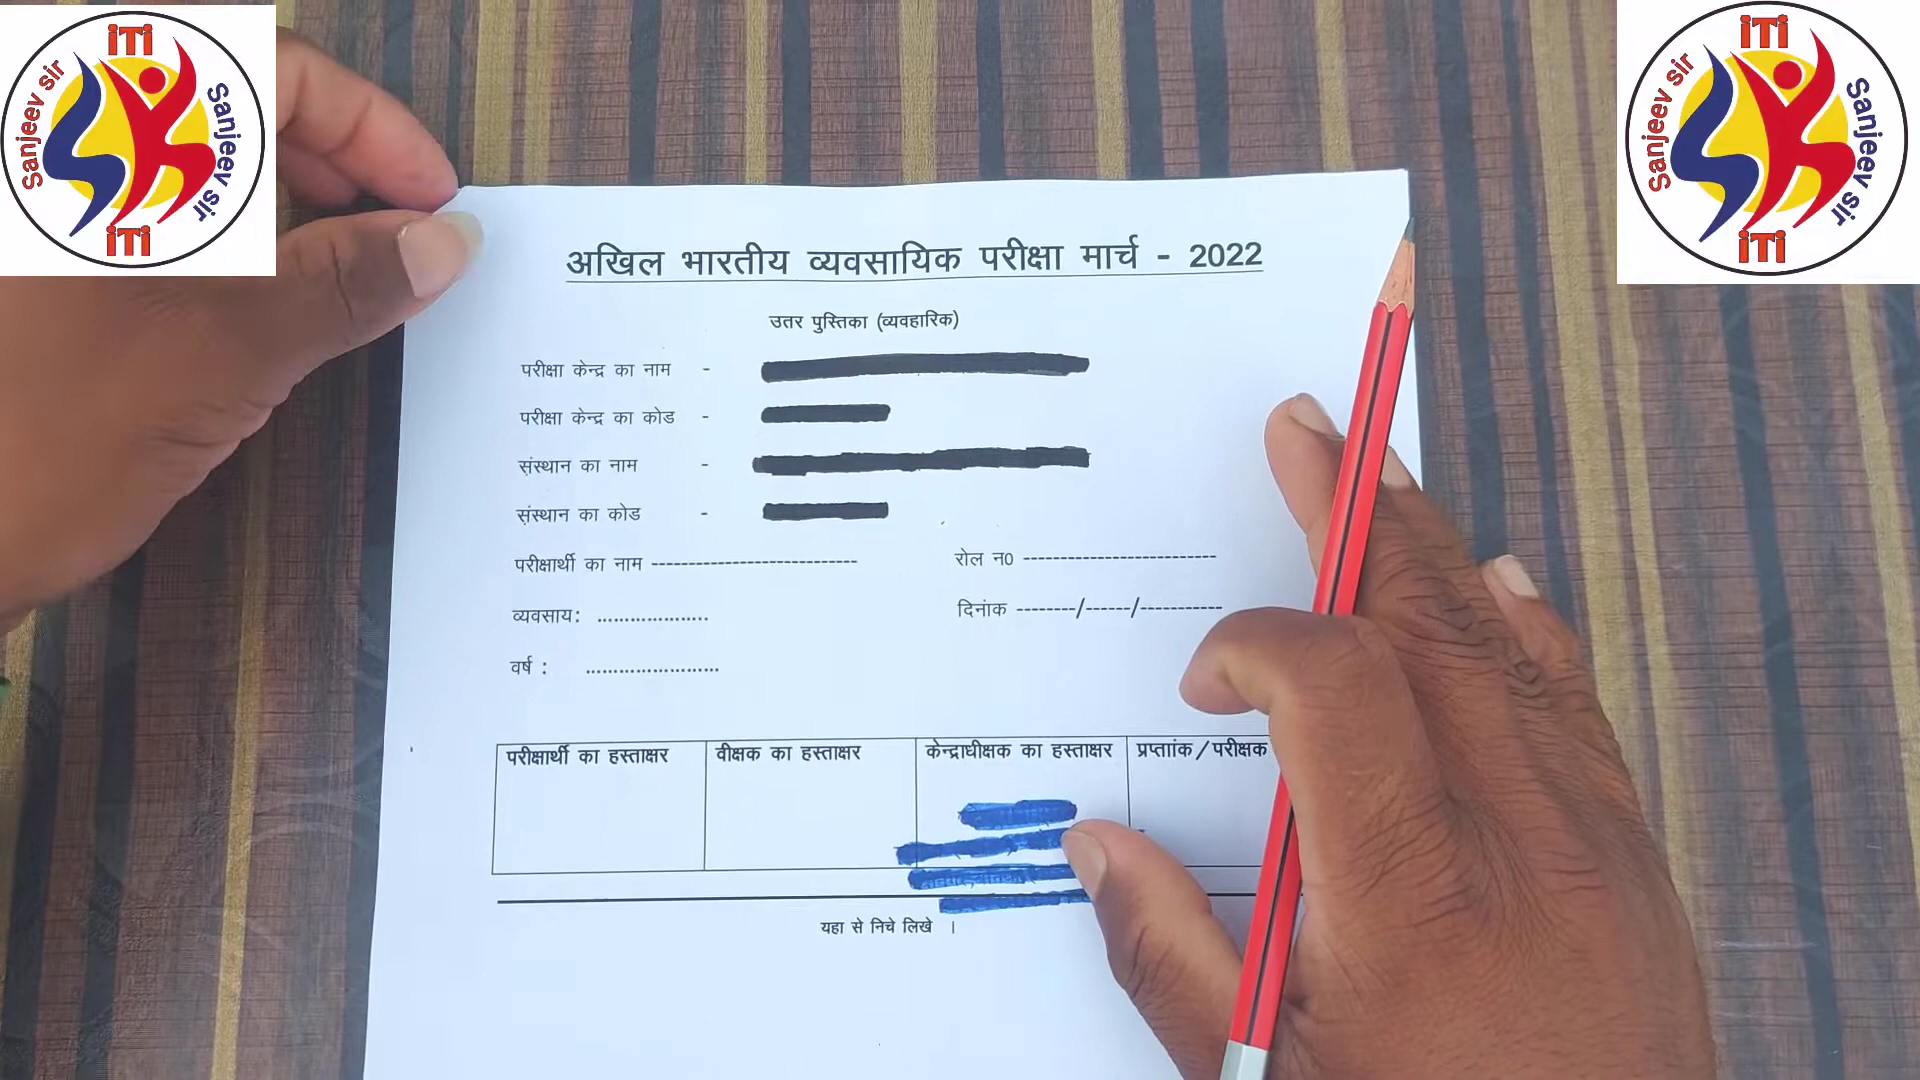 iTi
Sanjeev sir
Sanjeev sir
iTi
iTi
Sanjeev sir
Sanjeev sir
iTi
अखिल भारतीय व्यवसायिक परीक्षा मार्च - 2022
उतर पुस्तिका (व्यवहारिक)
परीक्षा केन्द्र का नाम -
परीक्षा केन्द्र का कोड -
संस्थान का नाम -
संस्थान का कोड -
परीक्षार्थी का नाम --------------------------- रोल न0 --------------------------
व्यवसाय: .................... दिनांक --------/------/-----------
वर्ष : ........................
परीक्षार्थी का हस्ताक्षर वीक्षक का हस्ताक्षर केन्द्राधीक्षक का हस्ताक्षर प्रप्ताांक/परीक्षक
यहा से निचे लिखे ।